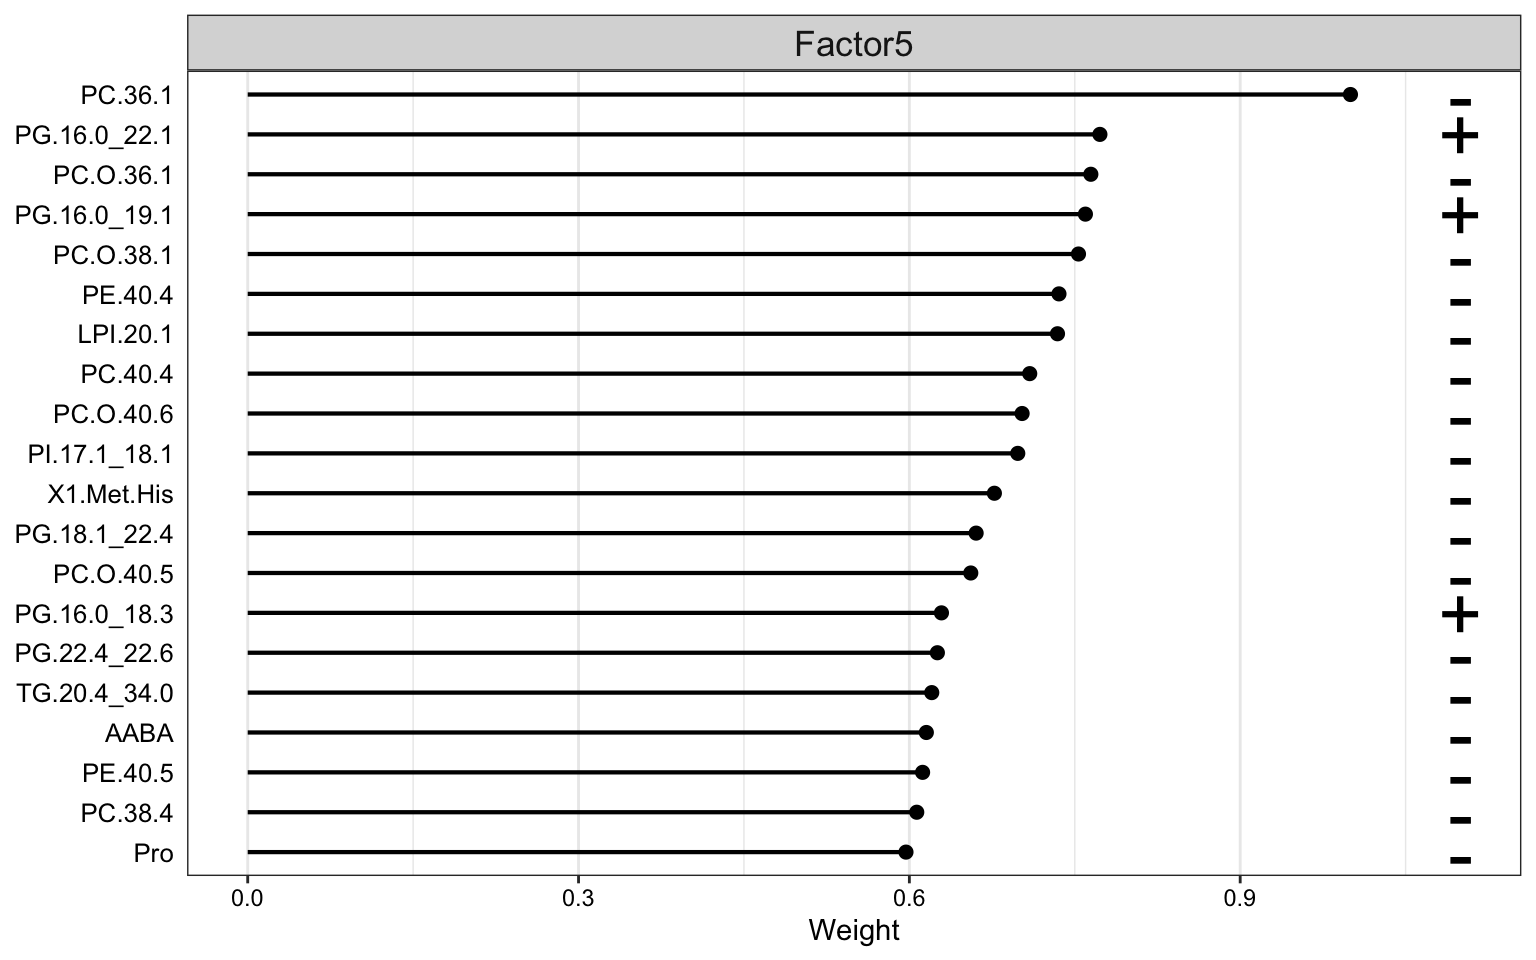 Factor5
PC.36.1 -
PG.16.0_22.1 +
PC.O.36.1 -
PG.16.0_19.1 +
PC.O.38.1 -
PE.40.4 -
LPI.20.1 -
PC.40.4 -
PC.O.40.6 -
PI.17.1_18.1 -
X1.Met.His -
PG.18.1_22.4 -
PC.O.40.5 -
PG.16.0_18.3 +
PG.22.4_22.6 -
TG.20.4_34.0 -
AABA -
PE.40.5 -
PC.38.4 -
Pro -
0.0 0.3 0.6 0.9
Weight